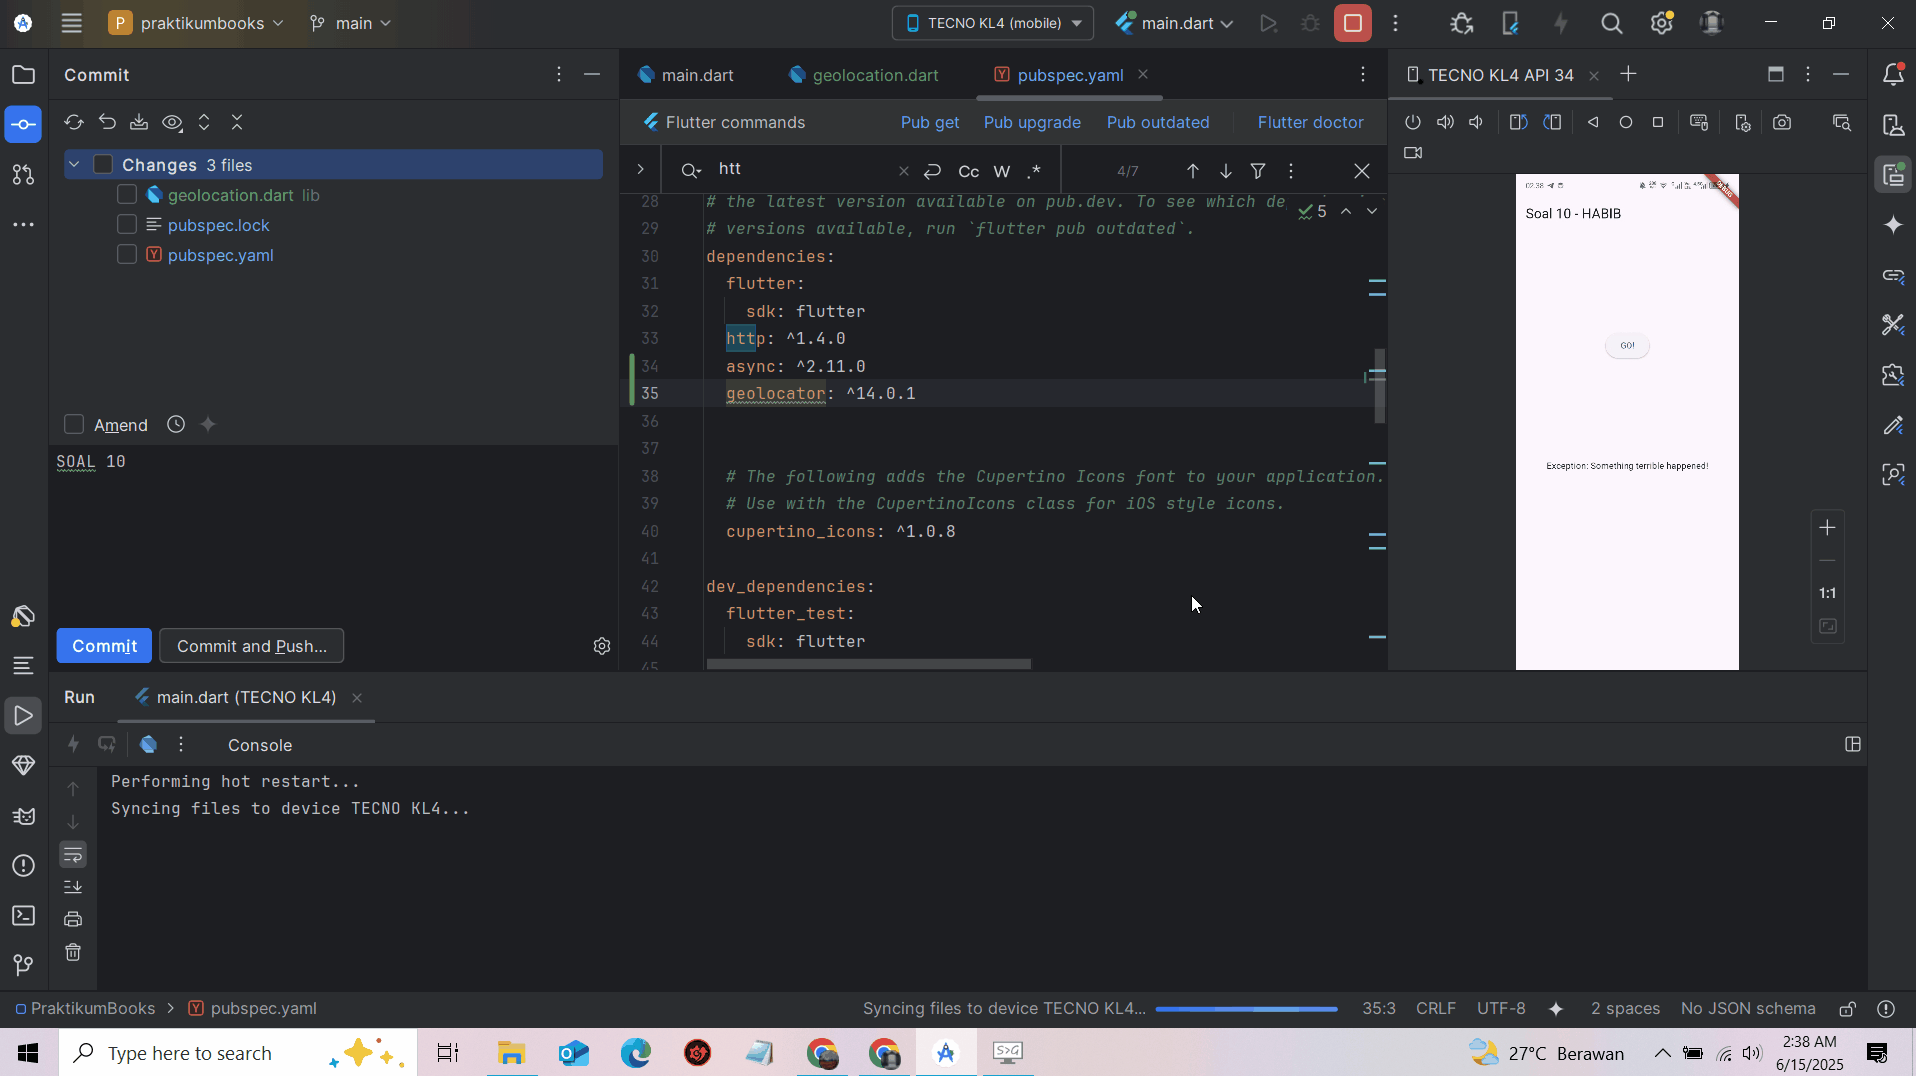 P praktikumbooks main TECNO KL4 (mobile) main.dart
Commit
main.dart geolocation.dart pubspec.yaml
TECNO KL4 API 34
Flutter commands Pub get Pub upgrade Pub outdated Flutter doctor
Changes 3 files
geolocation.dart lib
pubspec.lock
pubspec.yaml
htt Cc W .* 4/7
5
28 # the latest version available on pub.dev. To see which de
29 # versions available, run `flutter pub outdated`.
30 dependencies:
31 flutter:
32 sdk: flutter
33 http: ^1.4.0
34 async: ^2.11.0
35 geolocator: ^14.0.1
36
37
38 # The following adds the Cupertino Icons font to your application.
39 # Use with the CupertinoIcons class for iOS style icons.
40 cupertino_icons: ^1.0.8
41
42 dev_dependencies:
43 flutter_test:
44 sdk: flutter
45
Amend
SOAL 10
Commit Commit and Push...
02.38
Soal 10 - HABIB
GO!
Exception: Something terrible happened!
1:1
Run main.dart (TECNO KL4)
Console
Performing hot restart...
Syncing files to device TECNO KL4...
PraktikumBooks > pubspec.yaml
Syncing files to device TECNO KL4... 35:3 CRLF UTF-8 2 spaces No JSON schema
Type here to search
S>G
27°C Berawan
2:38 AM
6/15/2025